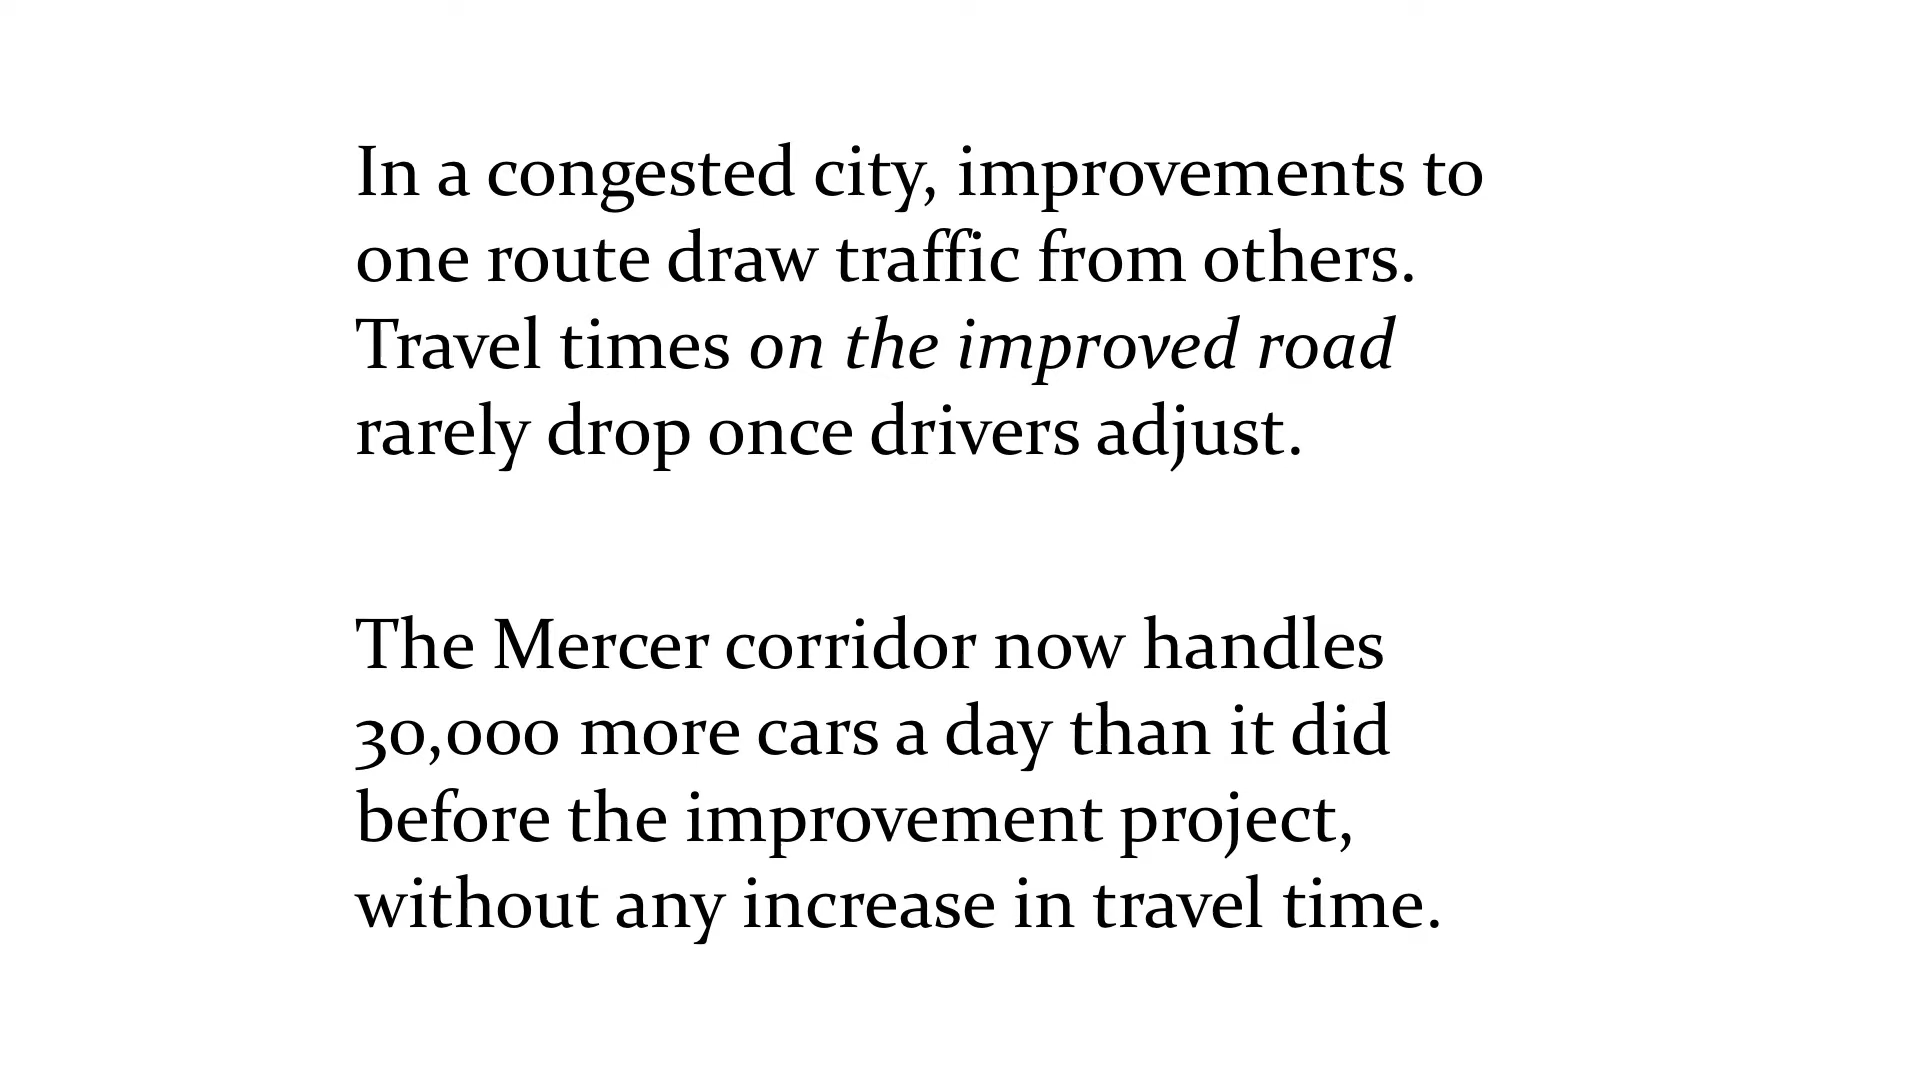 In a congested city, improvements to
one route draw traffic from others.
Travel times on the improved road
rarely drop once drivers adjust.
The Mercer corridor now handles
30,000 more cars a day than it did
before the improvement project,
without any increase in travel time.